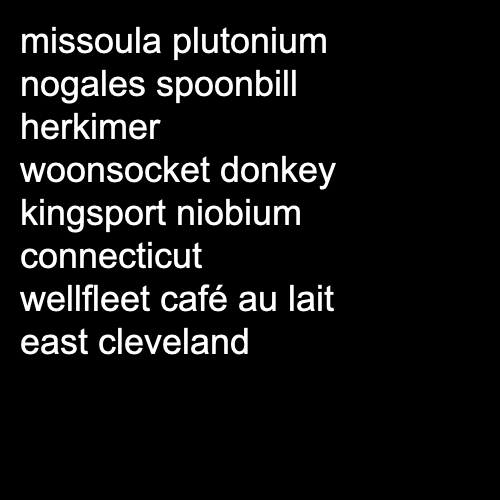 missoula plutonium
nogales spoonbill
herkimer
woonsocket donkey
kingsport niobium
connecticut
wellfleet café au lait
east cleveland